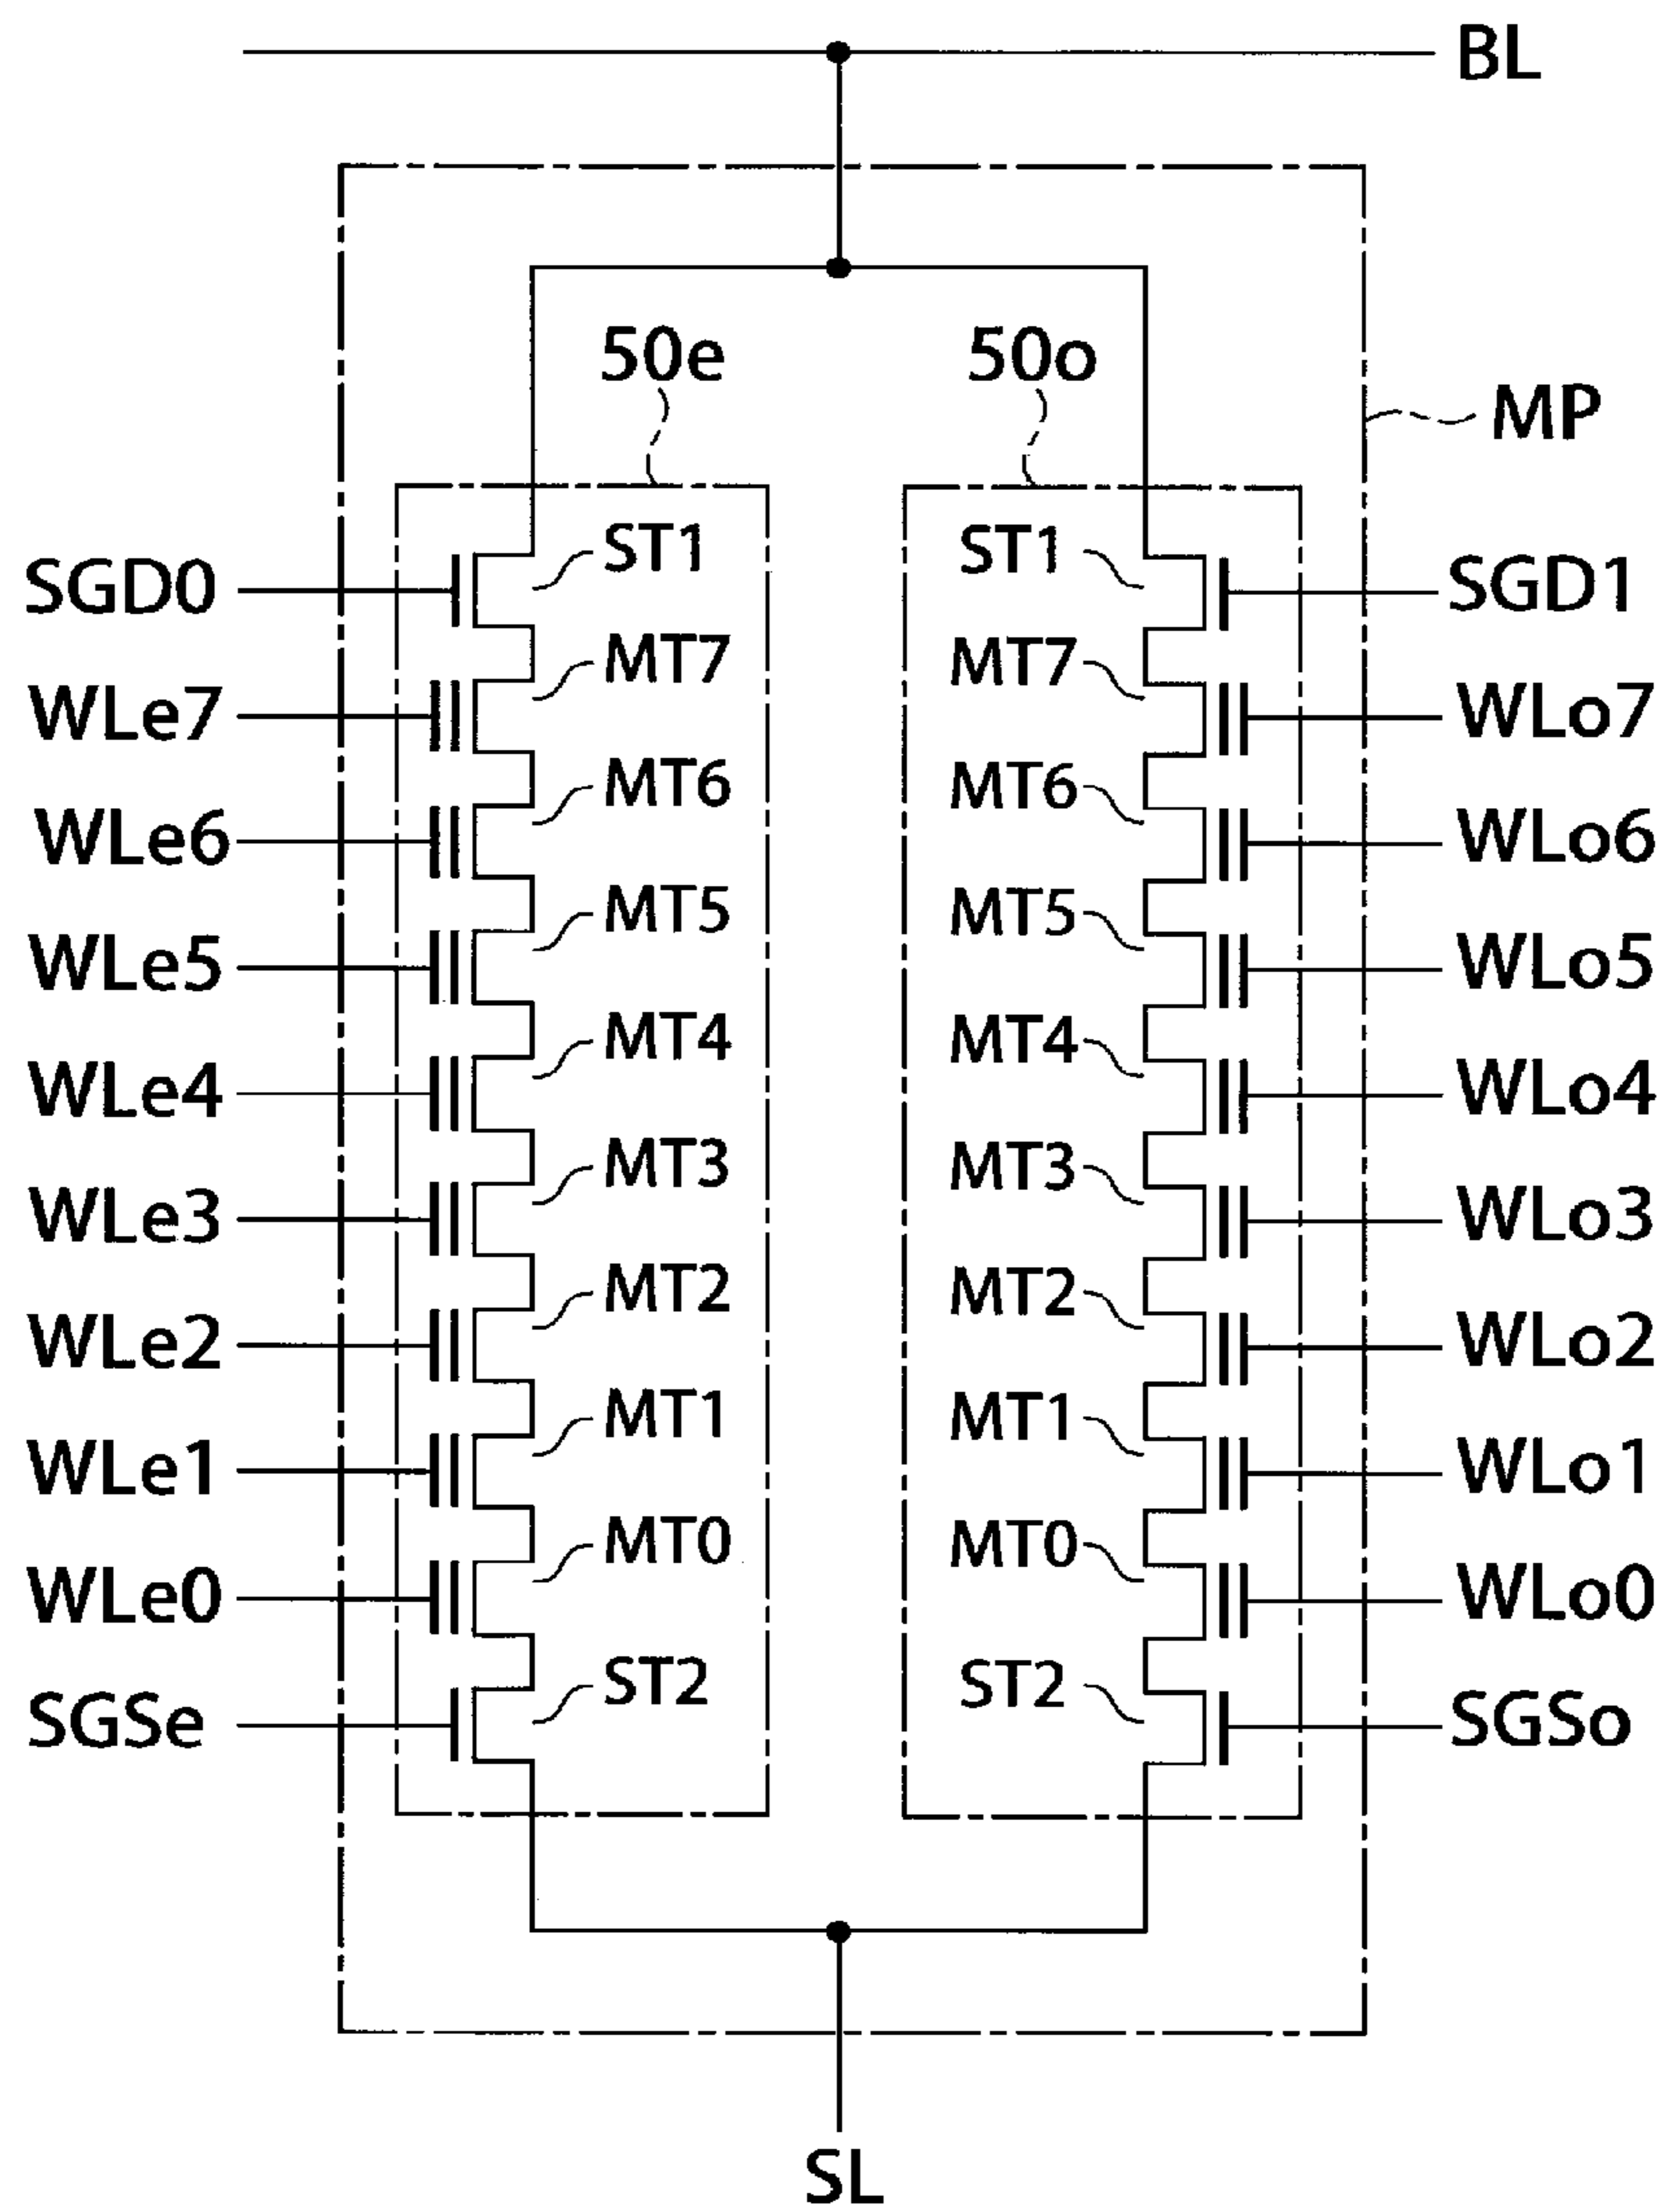 BL
50e 50o
MP
SGD0 ST1 ST1 SGD1
WLe7 MT7 MT7 WLo7
WLe6 MT6 MT6 WLo6
WLe5 MT5 MT5 WLo5
WLe4 MT4 MT4 WLo4
WLe3 MT3 MT3 WLo3
WLe2 MT2 MT2 WLo2
WLe1 MT1 MT1 WLo1
WLe0 MT0 MT0 WLo0
SGSe ST2 ST2 SGSo
SL